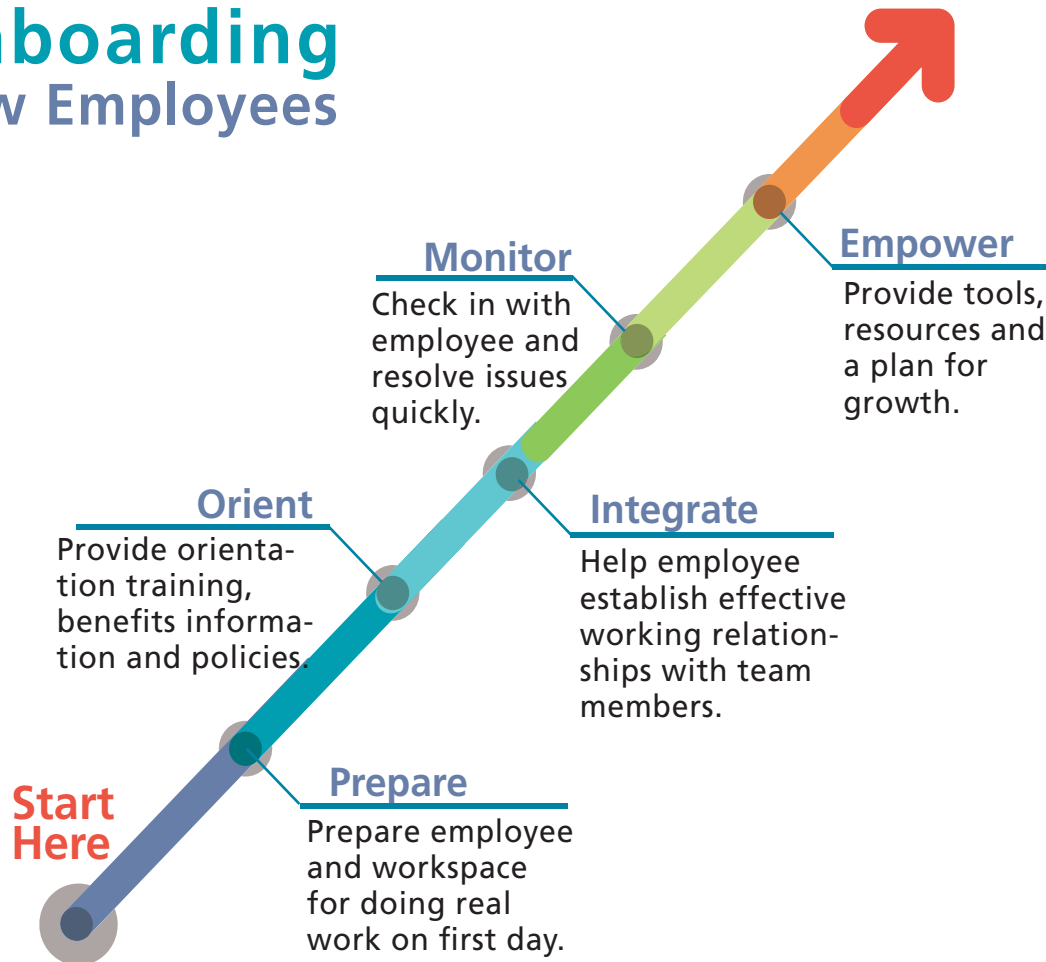 nboarding
w Employees
Monitor
Check in with
employee and
resolve issues
quickly.
Empower
Provide tools,
resources and
a plan for
growth.
Orient
Provide orienta-
tion training,
benefits informa-
tion and policies.
Integrate
Help employee
establish effective
working relation-
ships with team
members.
Start
Here
Prepare
Prepare employee
and workspace
for doing real
work on first day.